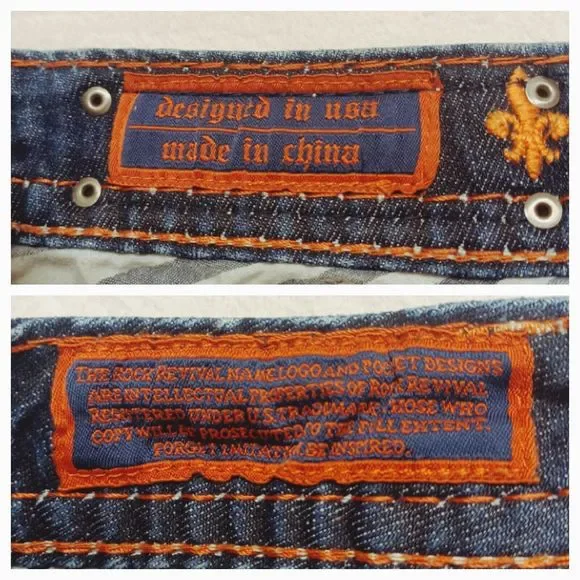 designed in usa
made in china
THE ROCK REVIVAL NAME LOGO AND POCKET DESIGNS
ARE INTELLECTUAL PROPERTIES OF ROCK REVIVAL
REGISTERED UNDER U.S. TRADEMARK. THOSE WHO
COPY WILL BE PROSECUTED TO THE FULL EXTENT.
FORGET IMITATION BE INSPIRED.